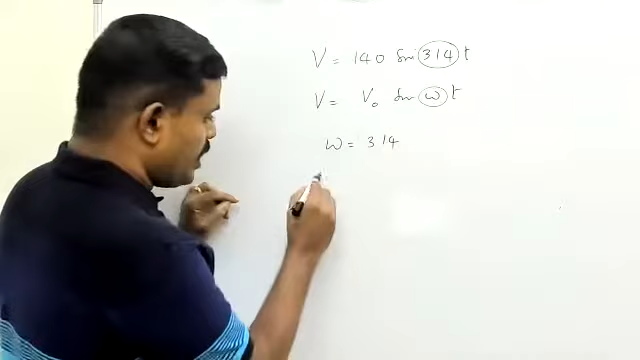 V = 140 Sin 314 t
V = V₀ Sin ω t
ω = 314